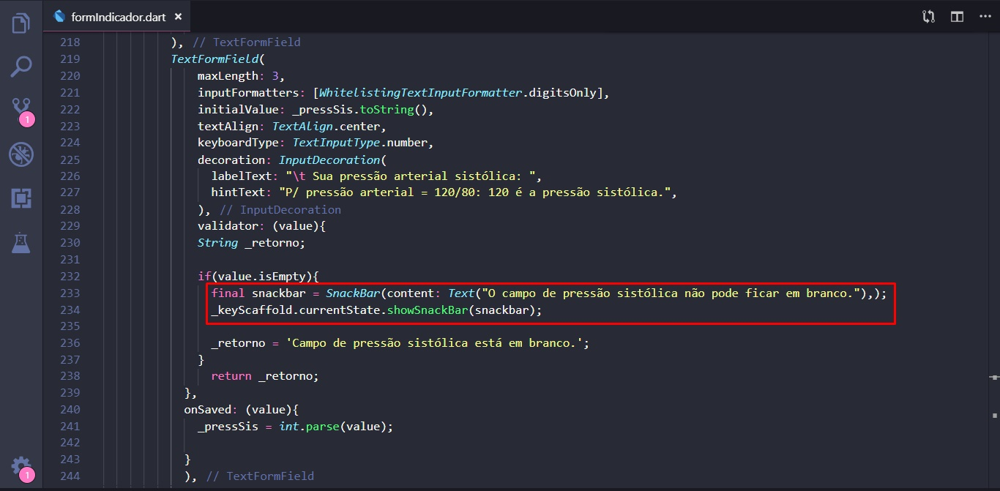 formIndicador.dart ×
218 ), // TextFormField
219 TextFormField(
220 maxLength: 3,
221 inputFormatters: [WhitelistingTextInputFormatter.digitsOnly],
222 initialValue: _pressSis.toString(),
223 textAlign: TextAlign.center,
224 keyboardType: TextInputType.number,
225 decoration: InputDecoration(
226 labelText: "\t Sua pressão arterial sistólica: ",
227 hintText: "P/ pressão arterial = 120/80: 120 é a pressão sistólica.",
228 ), // InputDecoration
229 validator: (value){
230 String _retorno;
231
232 if(value.isEmpty){
233 final snackbar = SnackBar(content: Text("O campo de pressão sistólica não pode ficar em branco."),);
234 _keyScaffold.currentState.showSnackBar(snackbar);
235
236 _retorno = 'Campo de pressão sistólica está em branco.';
237 }
238 return _retorno;
239 },
240 onSaved: (value){
241 _pressSis = int.parse(value);
242
243 }
244 ), // TextFormField
1
1